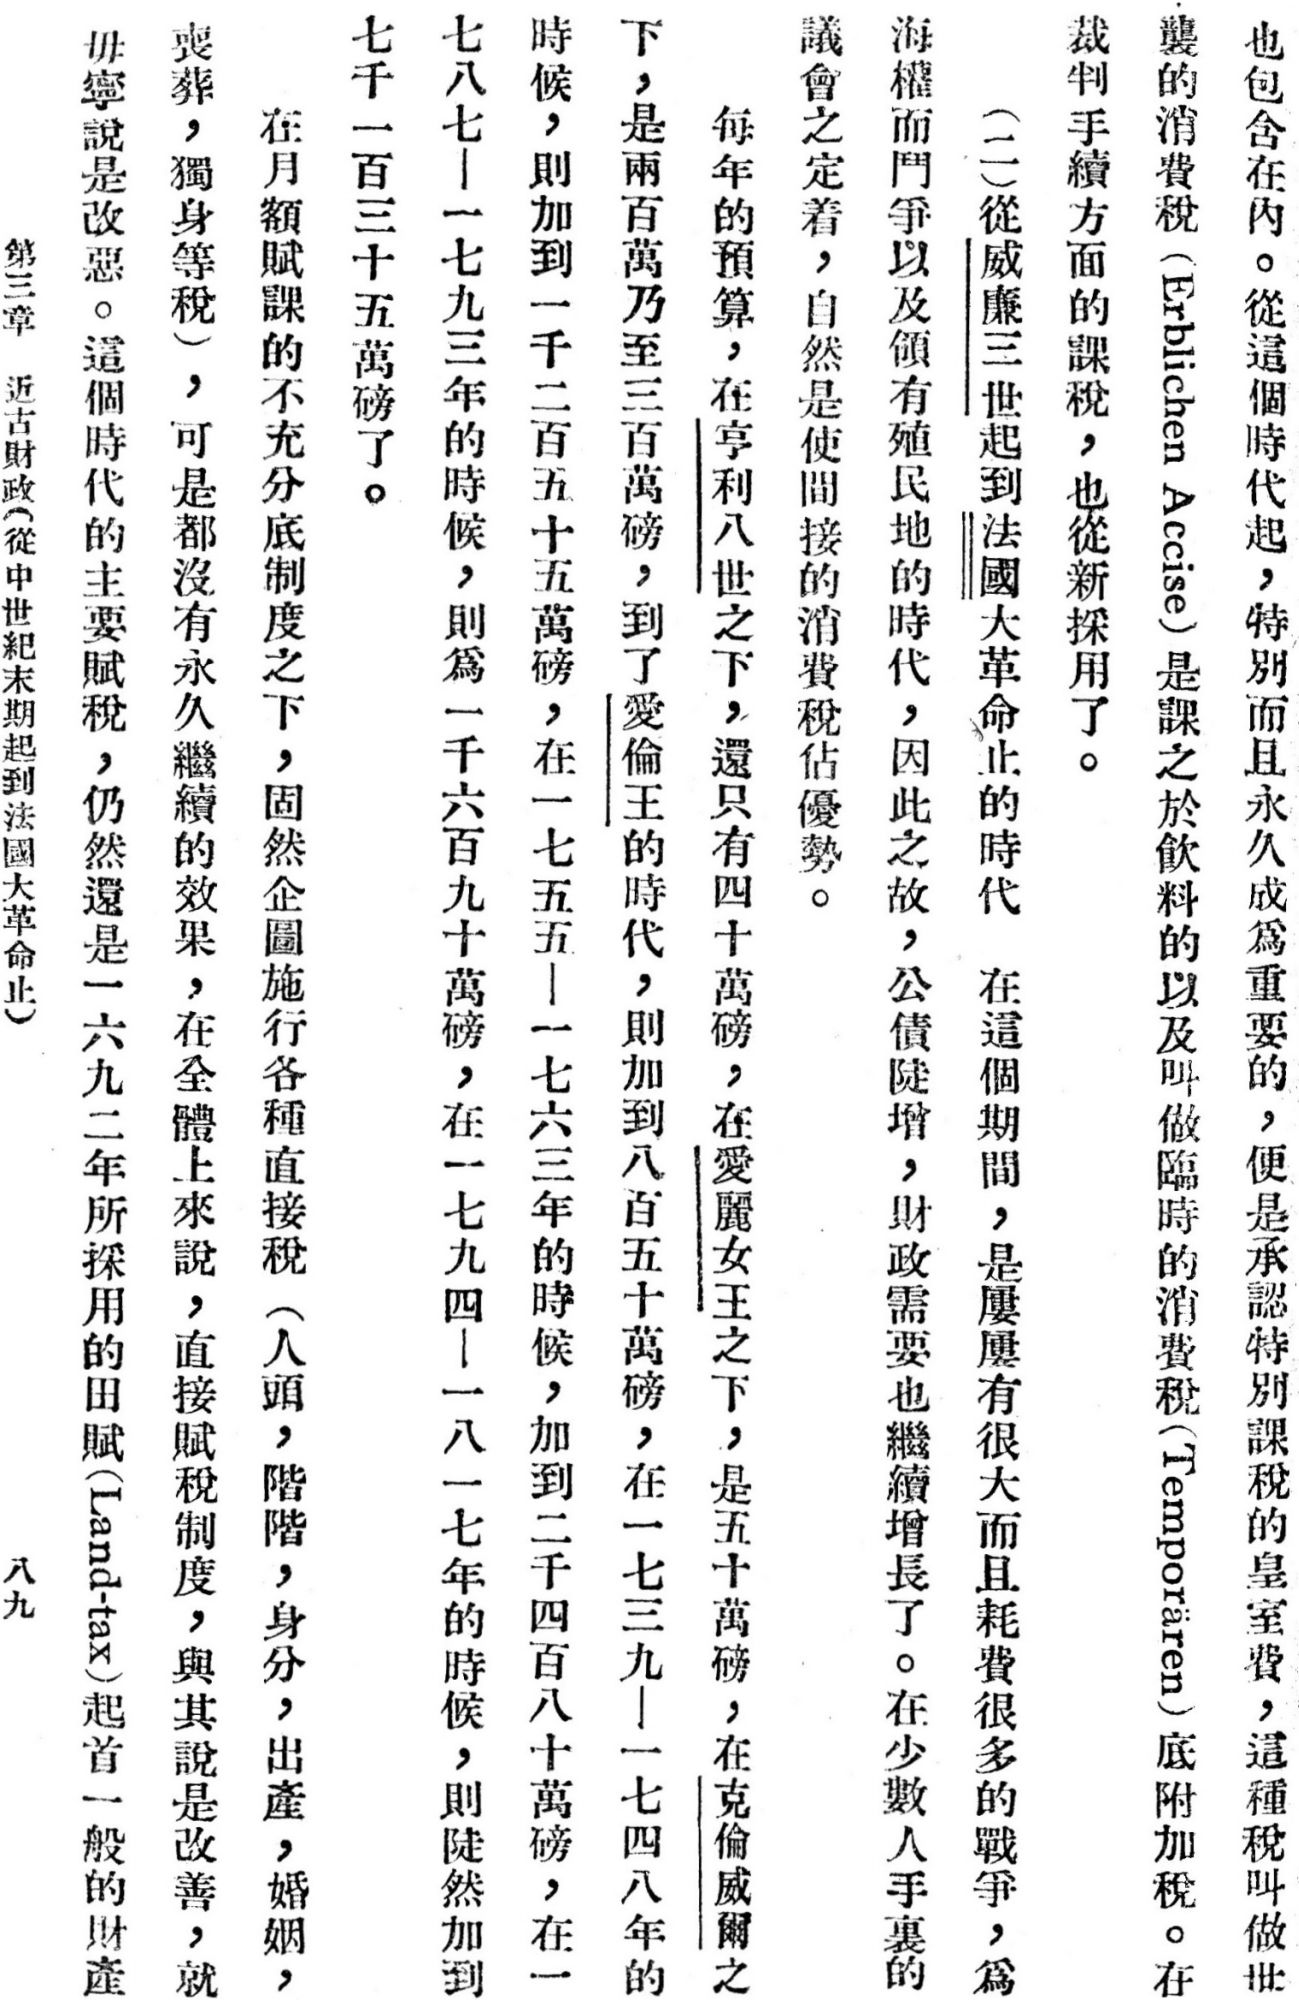 也包含在內。從這個時代起，特別而且永久成爲重要的，便是承認特別課稅的皇室費，這種稅叫做世
襲的消費稅（Erblichen Accise）是課之於飲料的以及叫做臨時的消費稅（Temporären）底附加稅。在
裁判手續方面的課稅，也從新採用了。
（二）從威廉三世起到法國大革命止的時代　在這個期間，是屢屢有很大而且耗費很多的戰爭，爲
海權而鬥爭以及領有殖民地的時代，因此之故，公債陡增，財政需要也繼續增長了。在少數人手裏的
議會之定着，自然是使間接的消費稅佔優勢。
每年的預算，在亨利八世之下，還只有四十萬磅，在愛麗女王之下，是五十萬磅，在克倫威爾之
下，是兩百萬乃至三百萬磅，到了愛倫王的時代，則加到八百五十萬磅，在一七三九—一七四八年的
時候，則加到一千二百五十五萬磅，在一七五五—一七六三年的時候，加到二千四百八十萬磅，在一
七八七—一七九三年的時候，則爲一千六百九十萬磅，在一七九四—一八一七年的時候，則陡然加到
七千一百三十五萬磅了。
在月額賦課的不充分底制度之下，固然企圖施行各種直接稅（人頭，階階，身分，出產，婚姻，
喪葬，獨身等稅），可是都沒有永久繼續的效果，在全體上來說，直接賦稅制度，與其說是改善，就
毋寧說是改惡。這個時代的主要賦稅，仍然還是一六九二年所採用的田賦（Land-tax）起首一般的財產
第三章　近古財政（從中世紀末期起到法國大革命止）　八九